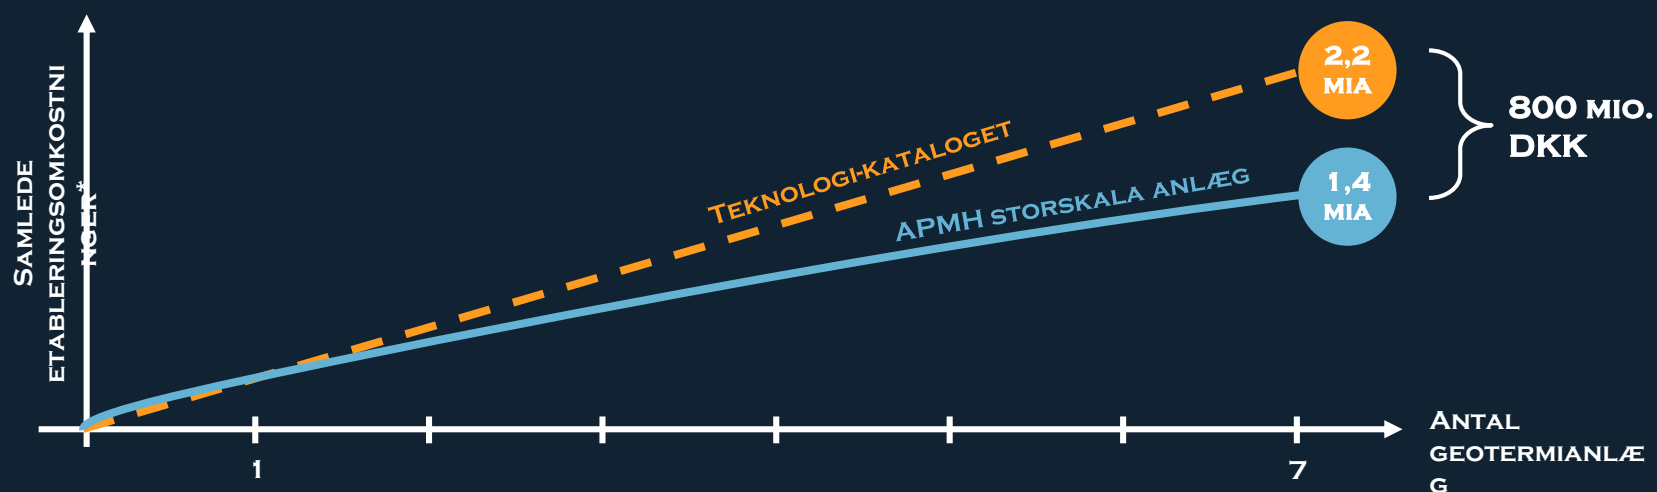 Samlede
etableringsomkostni
nger*
Teknologi-kataloget
APMH storskala anlæg
2,2
mia
1,4
mia
800 mio.
DKK
1
7
Antal
geotermianlæ
g